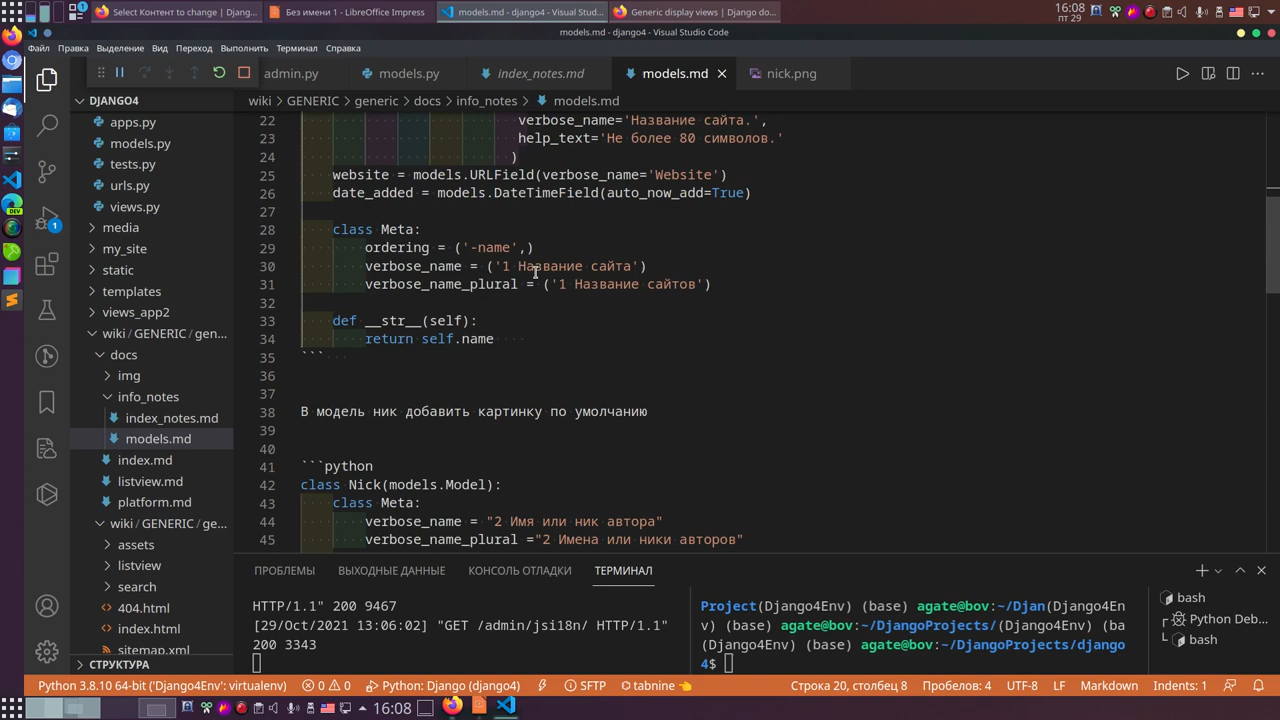 Select Контент to change | Django...
Без имени 1 - LibreOffice Impress
models.md - django4 - Visual Stud...
Generic display views | Django do...
16:08
пт 29
models.md - django4 - Visual Studio Code
Файл Правка Выделение Вид Переход Выполнить Терминал Справка
admin.py
models.py
index_notes.md
models.md
nick.png
DJANGO4
apps.py
models.py
tests.py
urls.py
views.py
media
my_site
static
templates
views_app2
wiki / GENERIC / gen...
docs
img
info_notes
index_notes.md
models.md
index.md
listview.md
platform.md
wiki / GENERIC / ge...
assets
listview
search
404.html
index.html
sitemap.xml
СТРУКТУРА
DEV
1
wiki > GENERIC > generic > docs > info_notes > models.md
22 verbose_name='Название сайта.',
23 help_text='Не более 80 символов.'
24 )
25 website = models.URLField(verbose_name='Website')
26 date_added = models.DateTimeField(auto_now_add=True)
27
28 class Meta:
29 ordering = ('-name',)
30 verbose_name = ('1 Название сайта')
31 verbose_name_plural = ('1 Название сайтов')
32
33 def __str__(self):
34 return self.name
35 ```
36
37
38 В модель ник добавить картинку по умолчанию
39
40
41 ```python
42 class Nick(models.Model):
43 class Meta:
44 verbose_name = "2 Имя или ник автора"
45 verbose_name_plural ="2 Имена или ники авторов"
ПРОБЛЕМЫ ВЫХОДНЫЕ ДАННЫЕ КОНСОЛЬ ОТЛАДКИ ТЕРМИНАЛ
HTTP/1.1" 200 9467
[29/Oct/2021 13:06:02] "GET /admin/jsi18n/ HTTP/1.1"
200 3343
Project(Django4Env) (base) agate@bov:~/Djan(Django4En
v) (base) agate@bov:~/DjangoProjects/(Django4Env) (ba
(Django4Env) (base) agate@bov:~/DjangoProjects/django
4$
bash
Python Deb...
bash
Python 3.8.10 64-bit ('Django4Env': virtualenv)
0 0
Python: Django (django4)
SFTP
tabnine
Строка 20, столбец 8
Пробелов: 4
UTF-8
LF
Markdown
Indents: 1
16:08